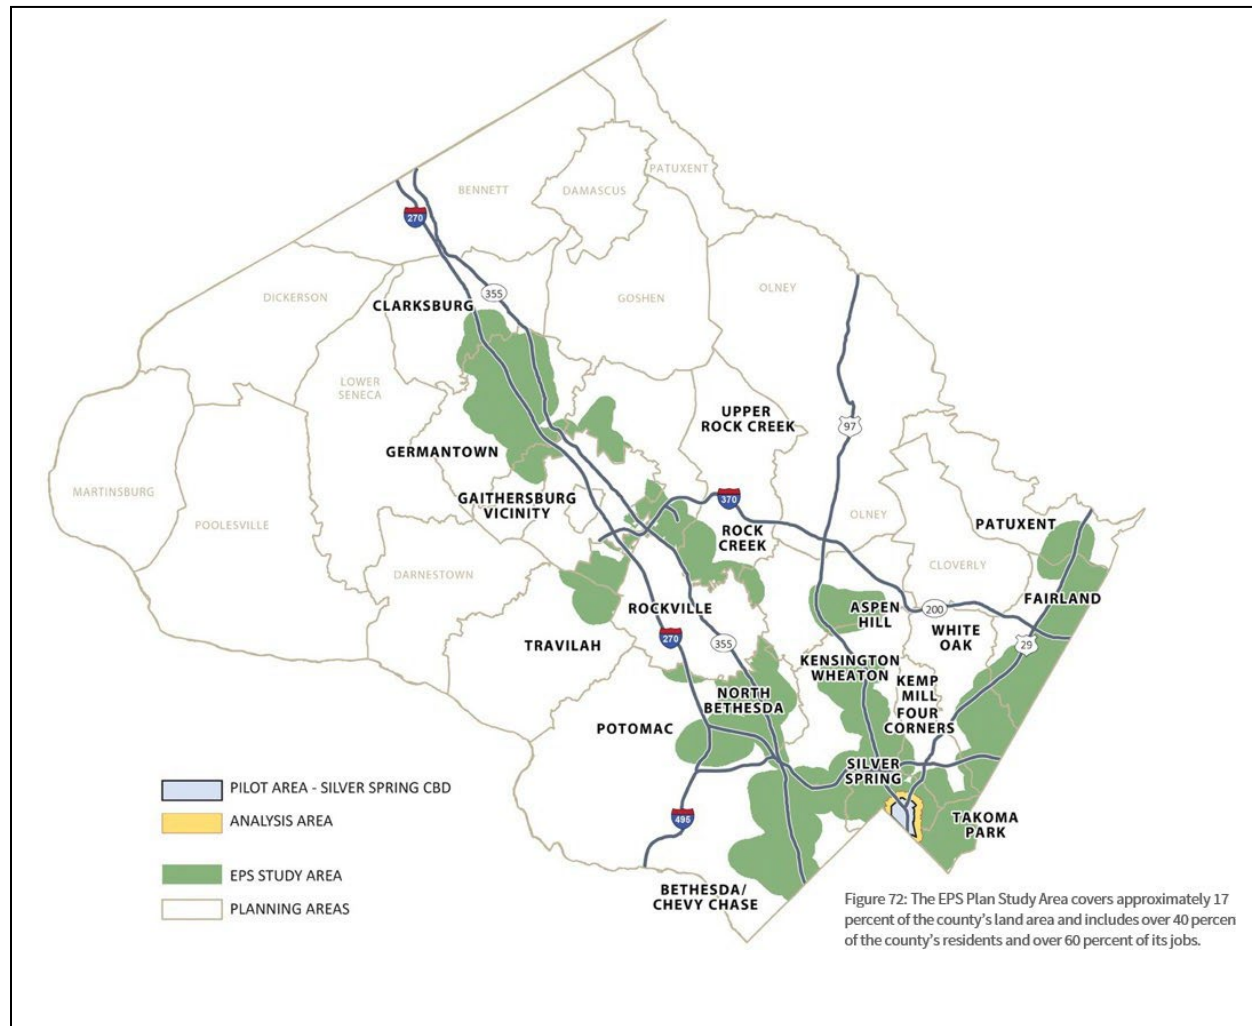 PATUXENT
BENNETT
DAMASCUS
270
DICKERSON
355
CLARKSBURG
GOSHEN
OLNEY
LOWER
SENECA
UPPER
ROCK CREEK
97
GERMANTOWN
MARTINSBURG
GAITHERSBURG
VICINITY
370
POOLESVILLE
OLNEY
PATUXENT
ROCK
CREEK
DARNESTOWN
CLOVERLY
FAIRLAND
ROCKVILLE
ASPEN
HILL
200
WHITE
OAK
270
355
29
TRAVILAH
KENSINGTON
WHEATON
KEMP
MILL
NORTH
BETHESDA
FOUR
CORNERS
POTOMAC
SILVER
SPRING
PILOT AREA - SILVER SPRING CBD
ANALYSIS AREA
495
TAKOMA
PARK
EPS STUDY AREA
PLANNING AREAS
BETHESDA/
CHEVY CHASE
Figure 72: The EPS Plan Study Area covers approximately 17
percent of the county's land area and includes over 40 percen
of the county's residents and over 60 percent of its jobs.